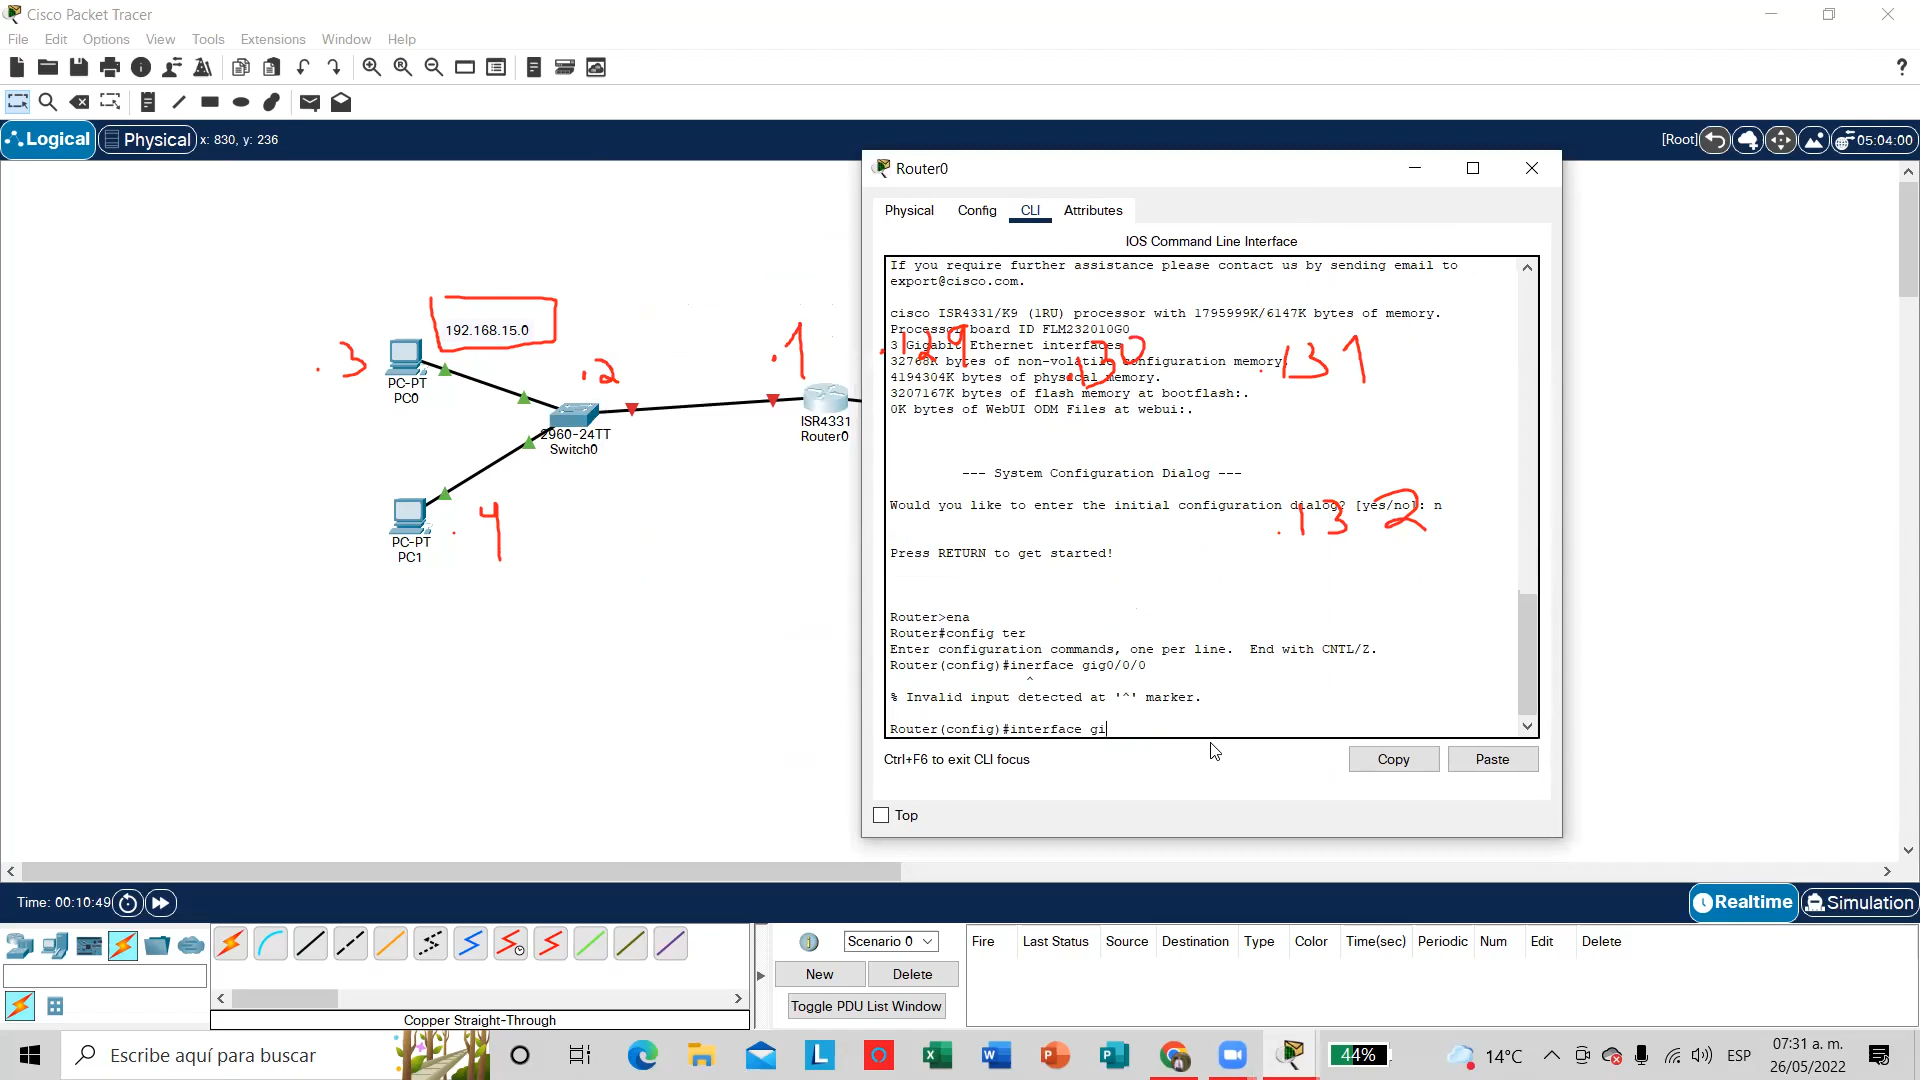 Cisco Packet Tracer
File Edit Options View Tools Extensions Window Help
Logical Physical x: 830, y: 236
[Root] 05:04:00
Router0
Physical Config CLI Attributes
IOS Command Line Interface
If you require further assistance please contact us by sending email to
export@cisco.com.
cisco ISR4331/K9 (1RU) processor with 1795999K/6147K bytes of memory.
Processor board ID FLM232010G0
3 Gigabit Ethernet interfaces
32768K bytes of non-volatile configuration memory.
4194304K bytes of physical memory.
3207167K bytes of flash memory at bootflash:.
0K bytes of WebUI ODM Files at webui:.
--- System Configuration Dialog ---
Would you like to enter the initial configuration dialog? [yes/no]: n
Press RETURN to get started!
Router>ena
Router#config ter
Enter configuration commands, one per line.  End with CNTL/Z.
Router(config)#inerface gig0/0/0
^
% Invalid input detected at '^' marker.
Router(config)#interface gi
Ctrl+F6 to exit CLI focus
Copy Paste
Top
192.168.15.0
.3
.2
.1
.4
.129
.130
.131
.132
PC-PT
PC0
2960-24TT
Switch0
ISR4331
Router0
PC-PT
PC1
Time: 00:10:49
Realtime Simulation
Scenario 0
New Delete
Toggle PDU List Window
Fire Last Status Source Destination Type Color Time(sec) Periodic Num Edit Delete
Copper Straight-Through
Escribe aquí para buscar
44%
14°C
ESP
07:31 a. m.
26/05/2022